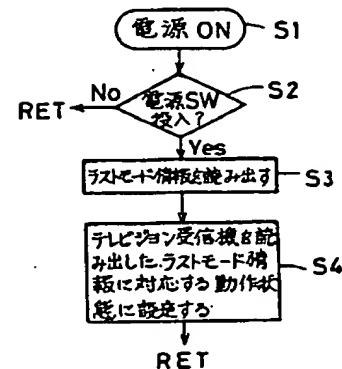 電源 ON
S1
No
電源SW
投入?
S2
RET
Yes
ラストモード情報を読み出す
S3
テレビジョン受信機を読
み出した、ラストモード情
報に対応する動作状
態に設定する
S4
RET